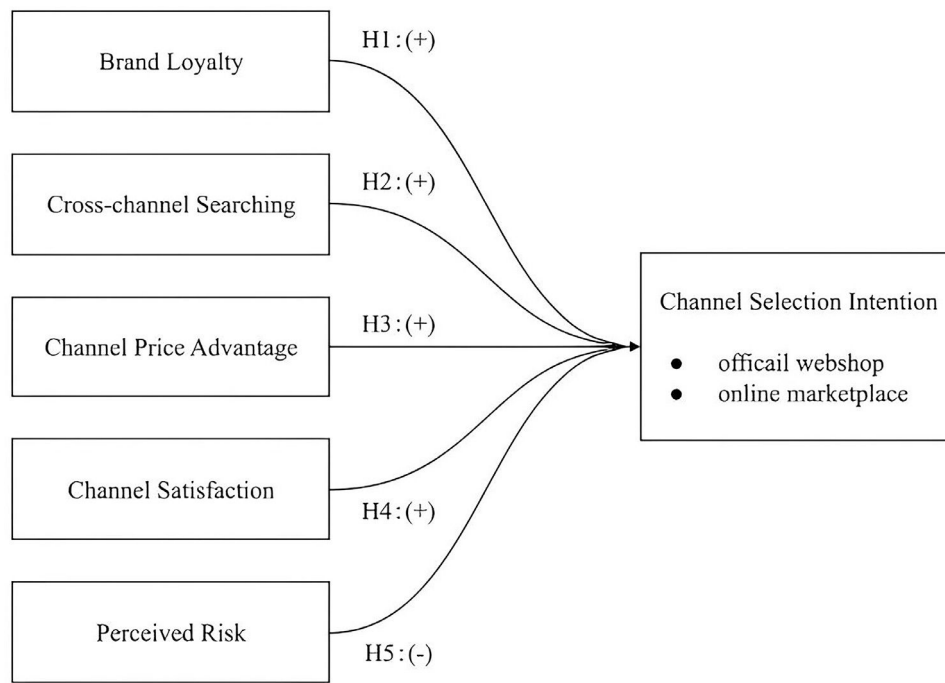 H1:(+)
Brand Loyalty
H2:(+)
Cross-channel Searching
Channel Selection Intention
H3:(+)
Channel Price Advantage
● officail webshop
● online marketplace
Channel Satisfaction
H4:(+)
Perceived Risk
H5:(-)